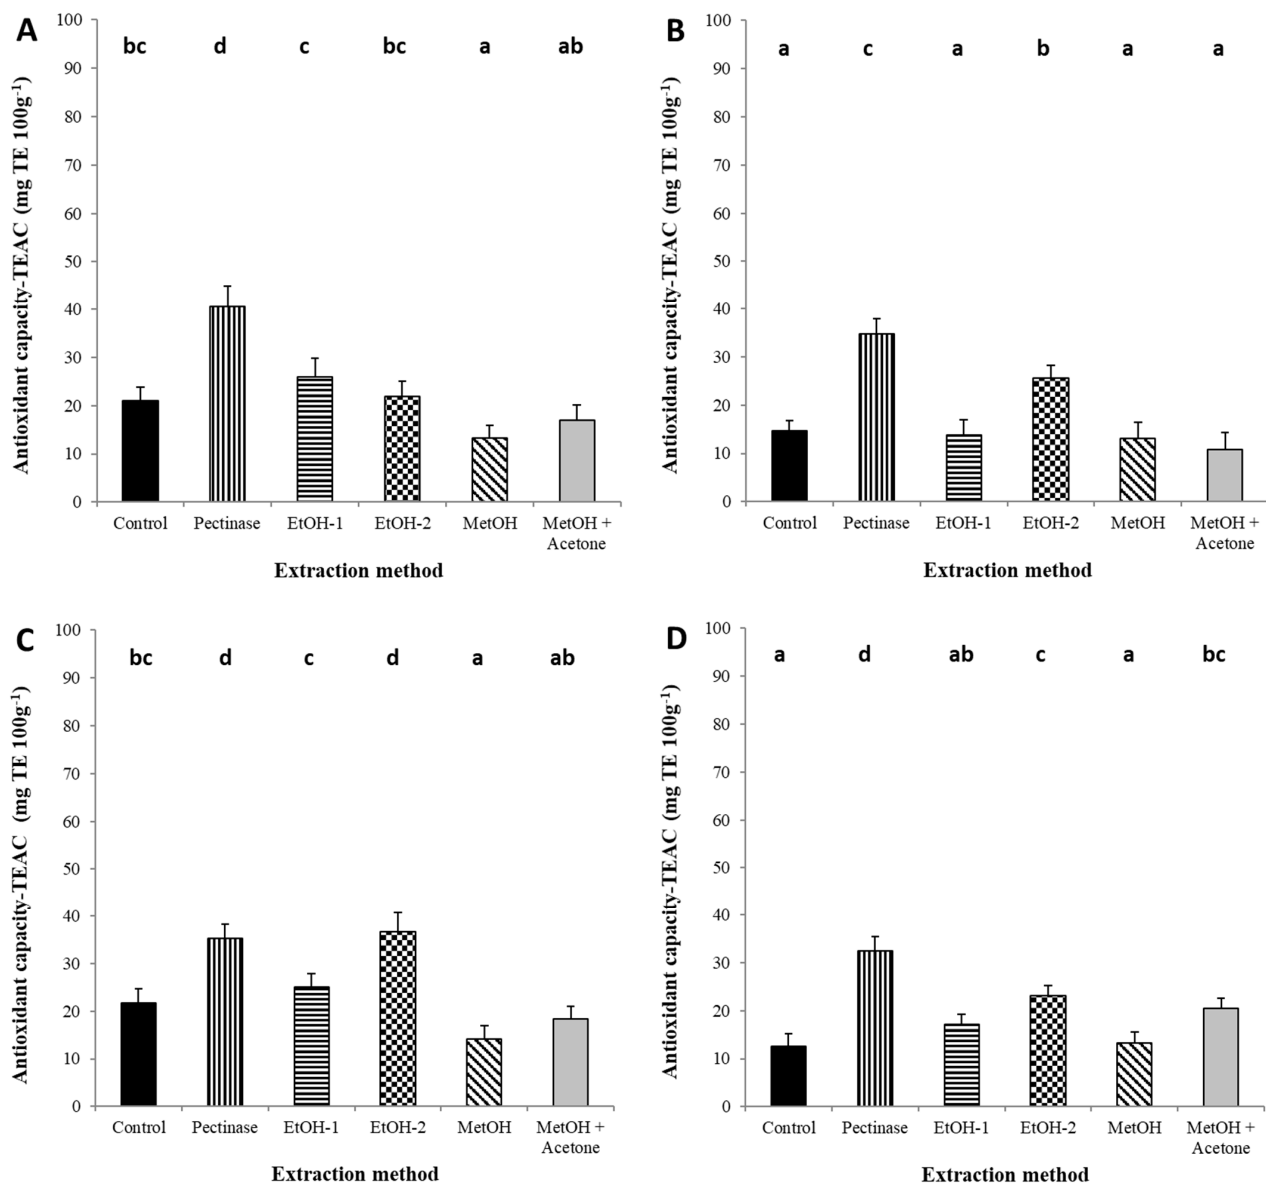 A
Antioxidant capacity-TEAC (mg TE 100g-1)
100
90
80
70
60
50
40
30
20
10
0
bc d c bc a ab
Control Pectinase EtOH-1 EtOH-2 MetOH MetOH +
Acetone
Extraction method
B
Antioxidant capacity-TEAC (mg TE 100g-1)
100
90
80
70
60
50
40
30
20
10
0
a c a b a a
Control Pectinase EtOH-1 EtOH-2 MetOH MetOH +
Acetone
Extraction method
C
Antioxidant capacity-TEAC (mg TE 100g-1)
100
90
80
70
60
50
40
30
20
10
0
bc d c d a ab
Control Pectinase EtOH-1 EtOH-2 MetOH MetOH +
Acetone
Extraction method
D
Antioxidant capacity-TEAC (mg TE 100g-1)
100
90
80
70
60
50
40
30
20
10
0
a d ab c a bc
Control Pectinase EtOH-1 EtOH-2 MetOH MetOH +
Acetone
Extraction method